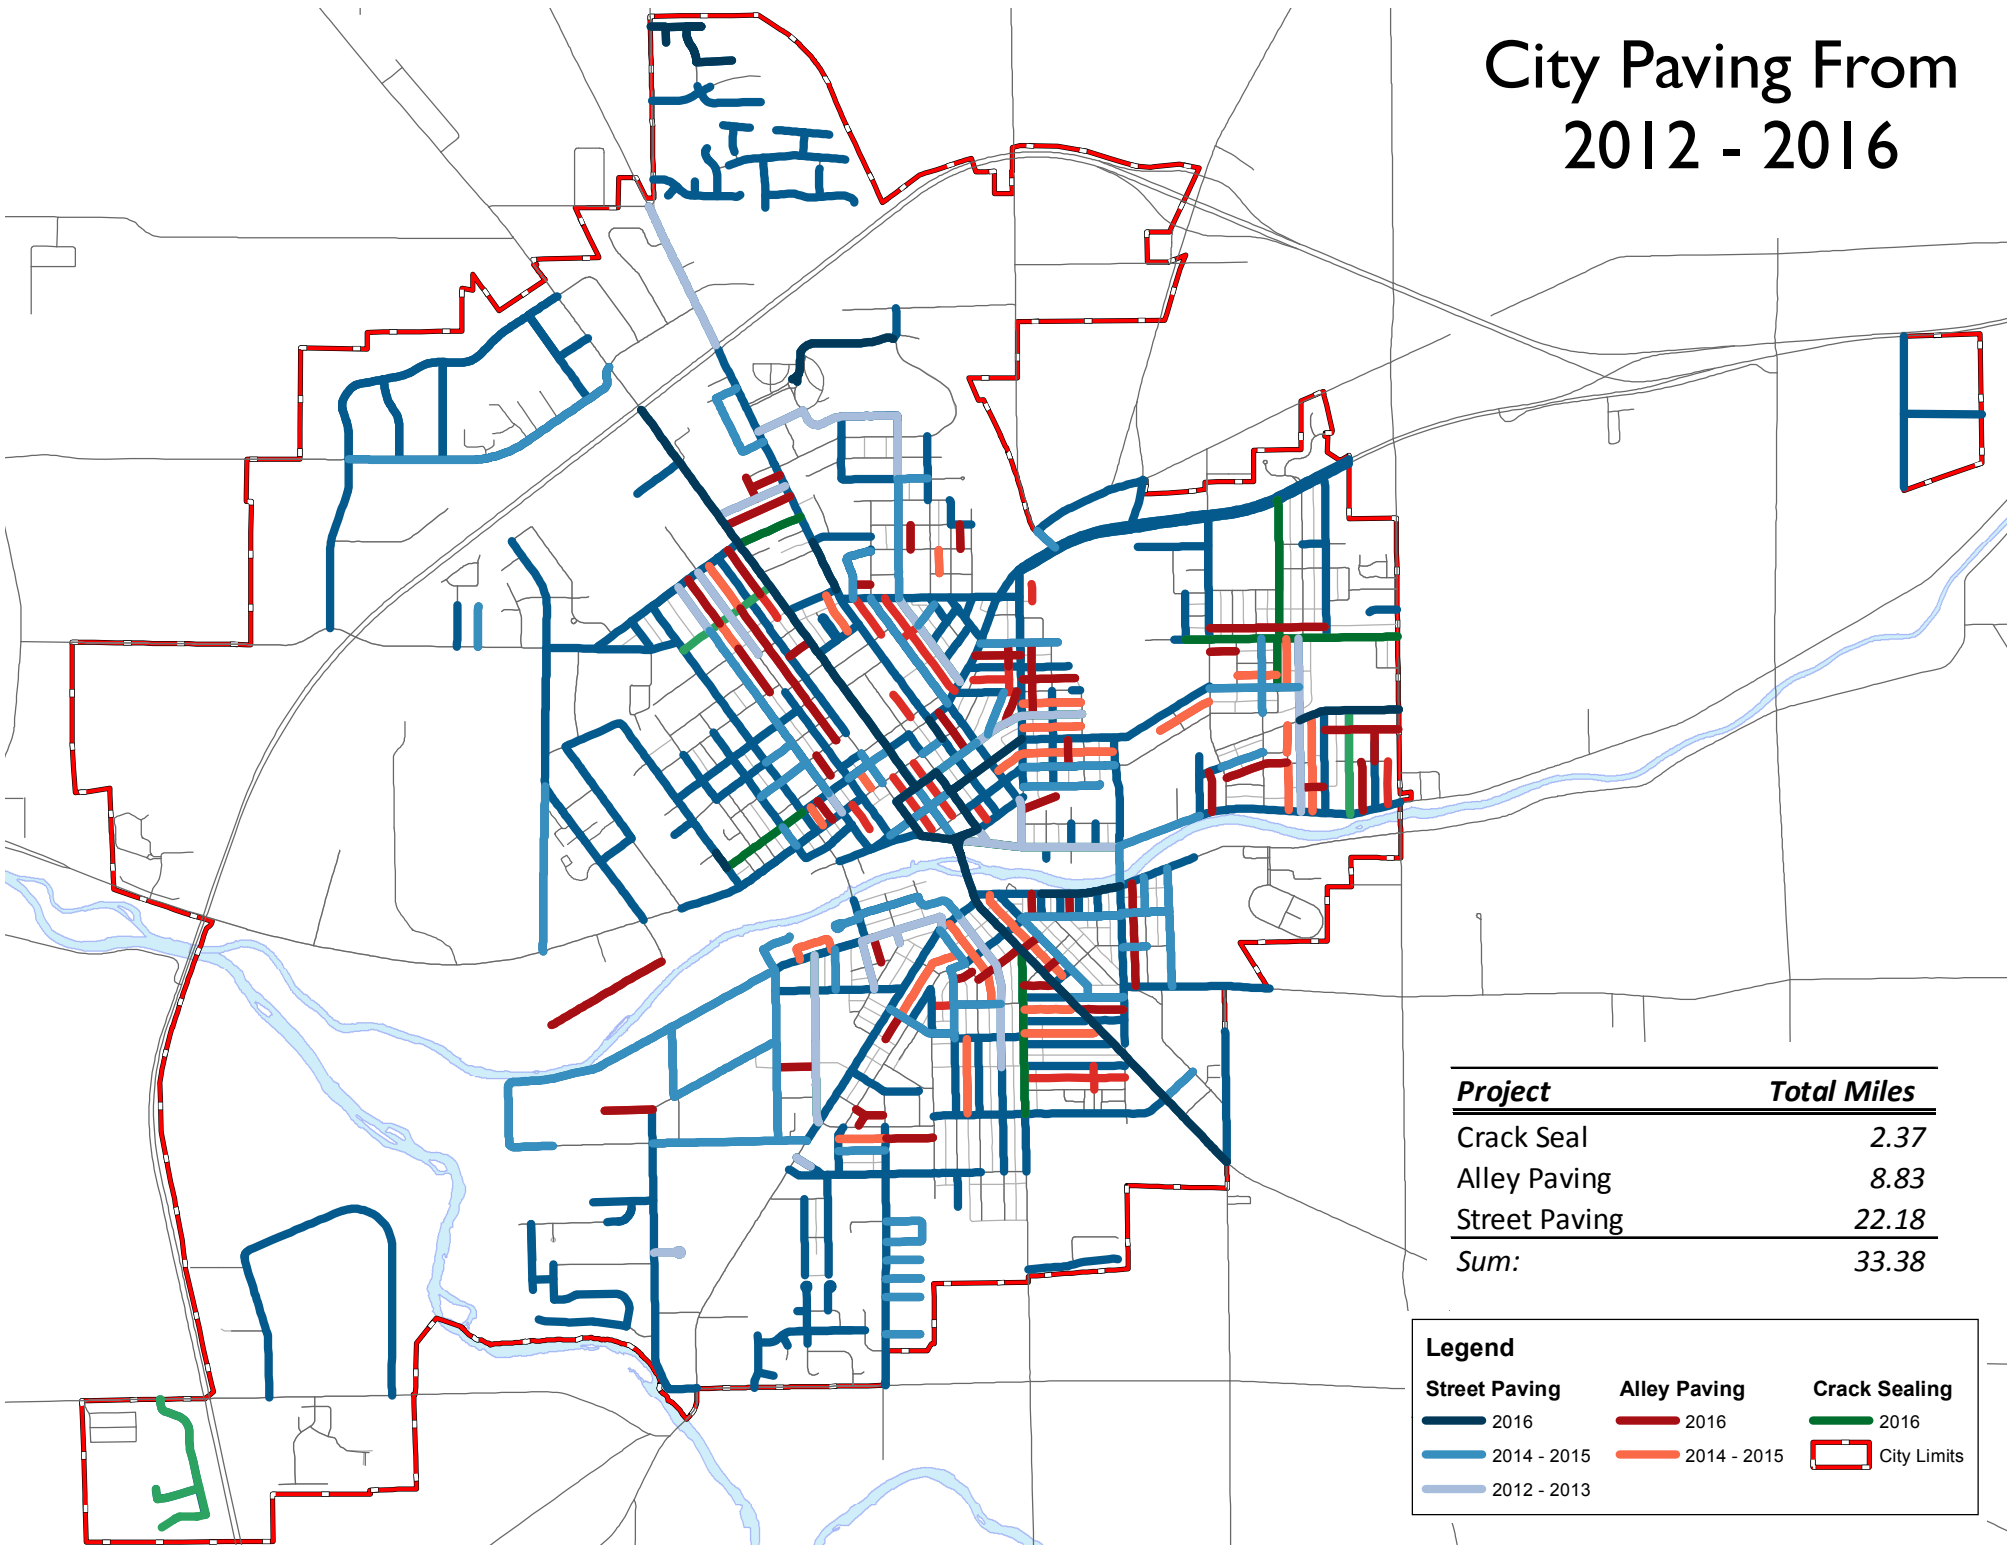 City Paving From
2012 - 2016
Project Total Miles
Crack Seal 2.37
Alley Paving 8.83
Street Paving 22.18
Sum: 33.38
Legend
Street Paving Alley Paving Crack Sealing
2016 2016 2016
2014 - 2015 2014 - 2015 City Limits
2012 - 2013